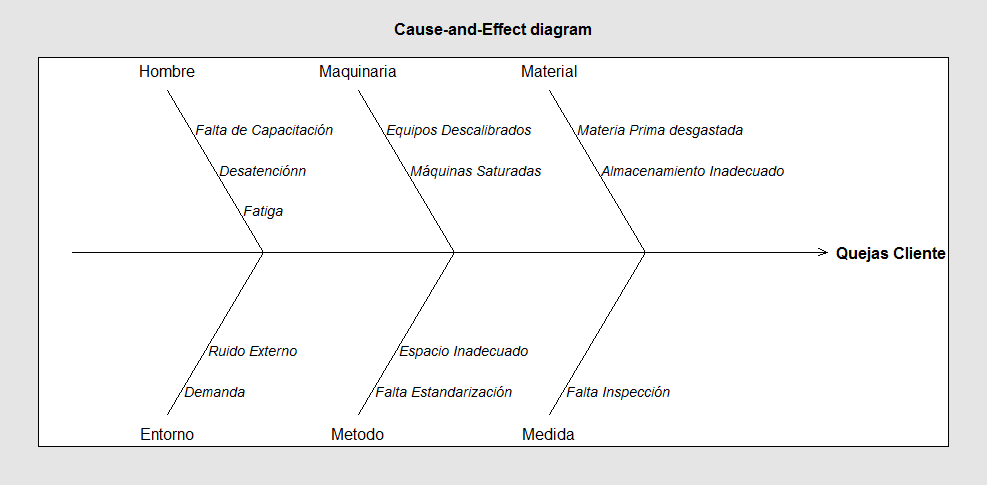 Cause-and-Effect diagram
Hombre
Maquinaria
Material
Falta de Capacitación
Equipos Descalibrados
Materia Prima desgastada
Desatenciónn
Máquinas Saturadas
Almacenamiento Inadecuado
Fatiga
Quejas Cliente
Ruido Externo
Espacio Inadecuado
Demanda
Falta Estandarización
Falta Inspección
Entorno
Metodo
Medida